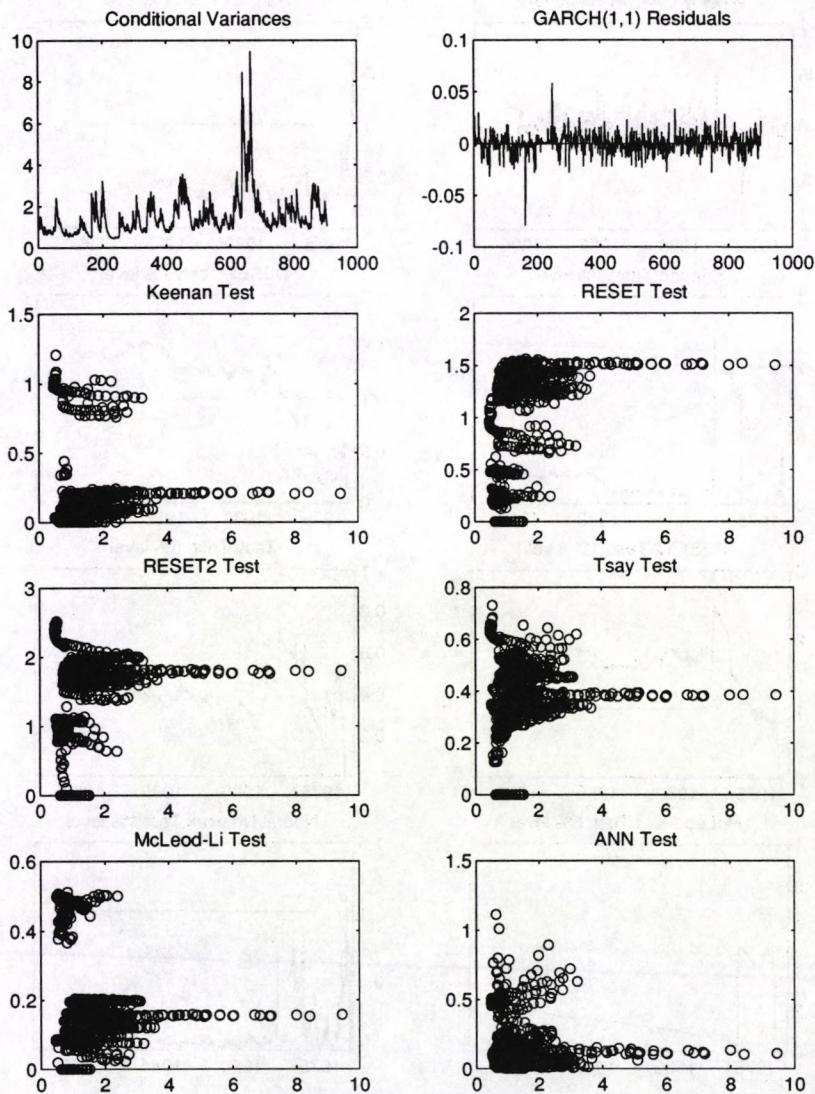 Conditional Variances
10
8
6
4
2
0
0 200 400 600 800 1000
GARCH(1,1) Residuals
0.1
0.05
0
-0.05
-0.1
0 200 400 600 800 1000
Keenan Test
1.5
1
0.5
0
0 2 4 6 8 10
RESET Test
2
1.5
1
0.5
0
0 2 4 6 8 10
RESET2 Test
3
2
1
0
0 2 4 6 8 10
Tsay Test
0.8
0.6
0.4
0.2
0
0 2 4 6 8 10
McLeod-Li Test
0.6
0.4
0.2
0
0 2 4 6 8 10
ANN Test
1.5
1
0.5
0
0 2 4 6 8 10